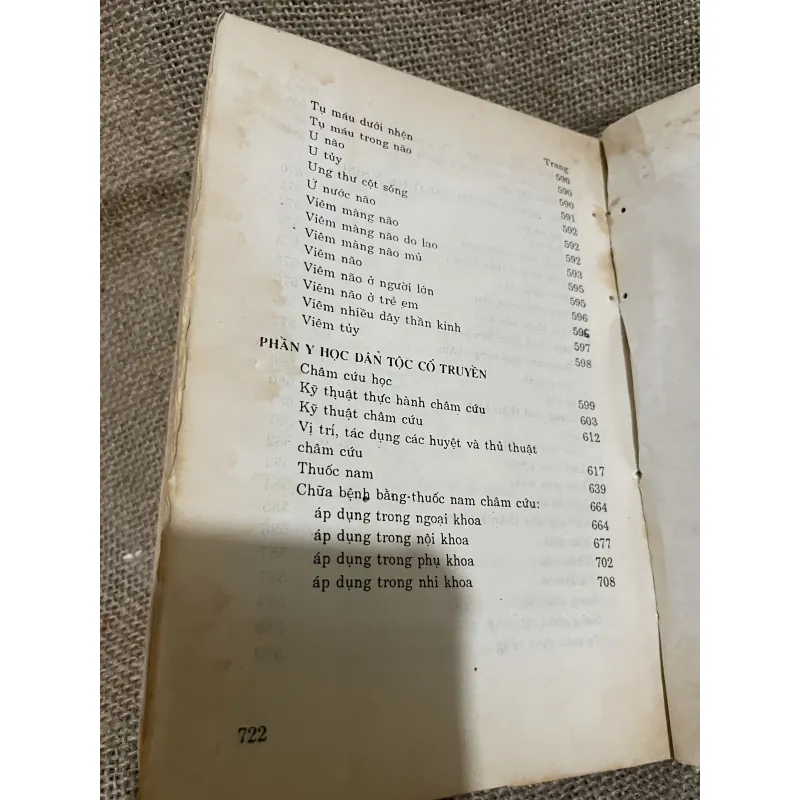 Trang
Tụ máu dưới nhện 590
Tụ máu trong não 590
U não 590
U tủy 591
Ung thư cột sống 592
Ứ nước não 592
Viêm màng não 592
Viêm màng não do lao 593
Viêm màng não mủ 595
Viêm não 595
Viêm não ở người lớn 596
Viêm não ở trẻ em 596
Viêm nhiều dây thần kinh 597
Viêm tủy 598
PHẦN Y HỌC DÂN TỘC CỔ TRUYỀN
Châm cứu học 599
Kỹ thuật thực hành châm cứu 603
Kỹ thuật châm cứu 612
Vị trí, tác dụng các huyệt và thủ thuật
châm cứu 617
Thuốc nam 639
Chữa bệnh bằng thuốc nam châm cứu: 664
áp dụng trong ngoại khoa 664
áp dụng trong nội khoa 677
áp dụng trong phụ khoa 702
áp dụng trong nhi khoa 708
722